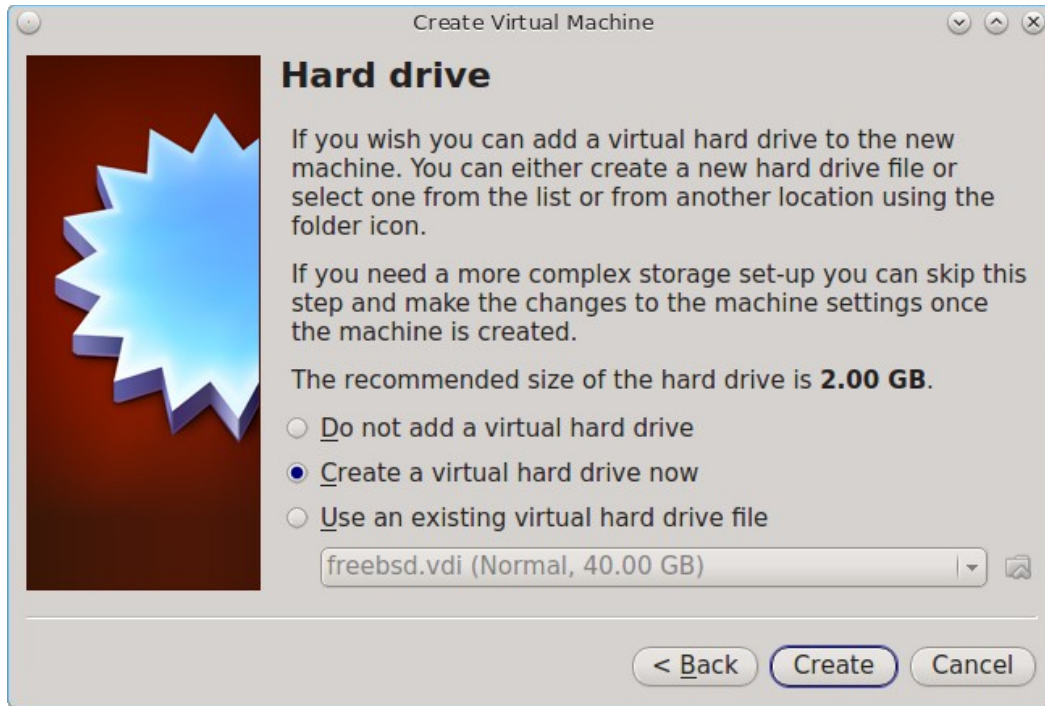 Create Virtual Machine
Hard drive
If you wish you can add a virtual hard drive to the new
machine. You can either create a new hard drive file or
select one from the list or from another location using the
folder icon.
If you need a more complex storage set-up you can skip this
step and make the changes to the machine settings once
the machine is created.
The recommended size of the hard drive is 2.00 GB.
Do not add a virtual hard drive
Create a virtual hard drive now
Use an existing virtual hard drive file
freebsd.vdi (Normal, 40.00 GB)
< Back Create Cancel